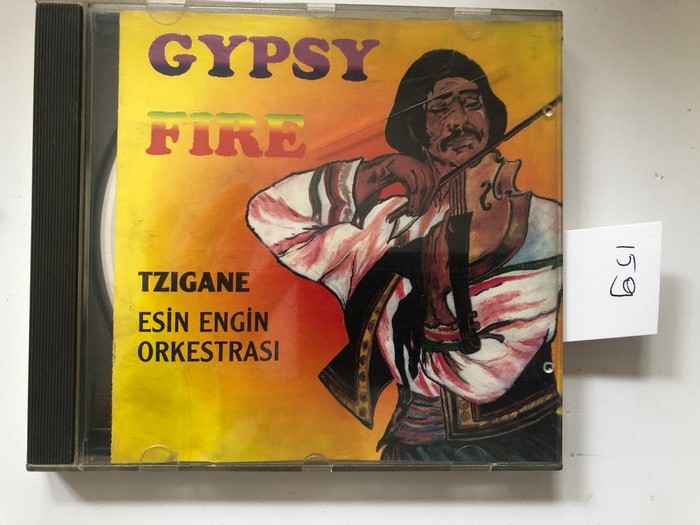 GYPSY
FIRE
TZIGANE
ESİN ENGİN
ORKESTRASI
159